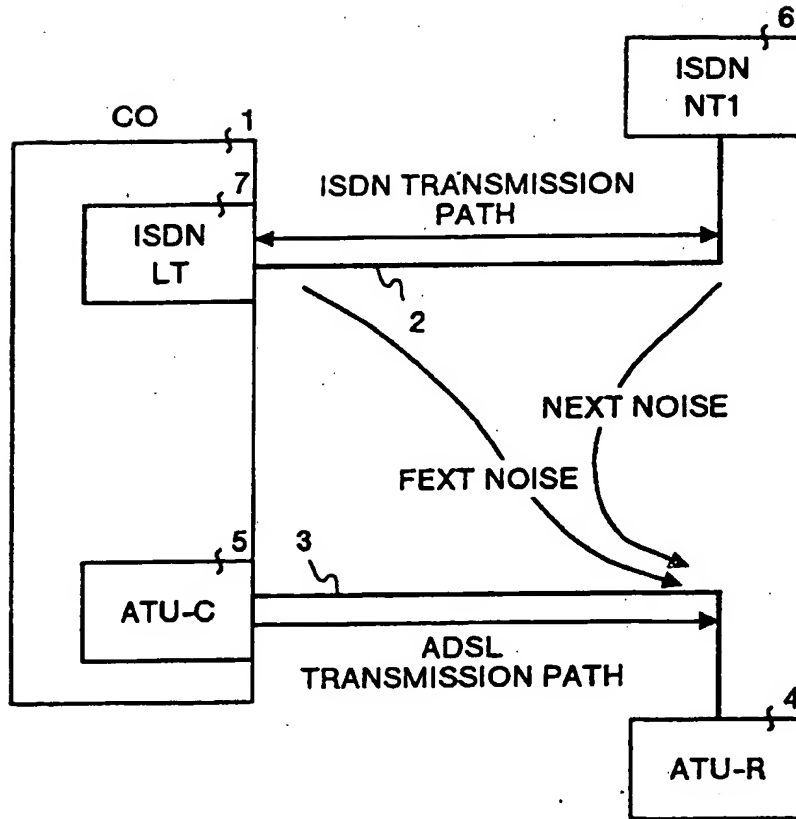 6
ISDN
NT1
CO
1
7
ISDN
LT
ISDN TRANSMISSION
PATH
2
NEXT NOISE
FEXT NOISE
5
ATU-C
3
ADSL
TRANSMISSION PATH
4
ATU-R